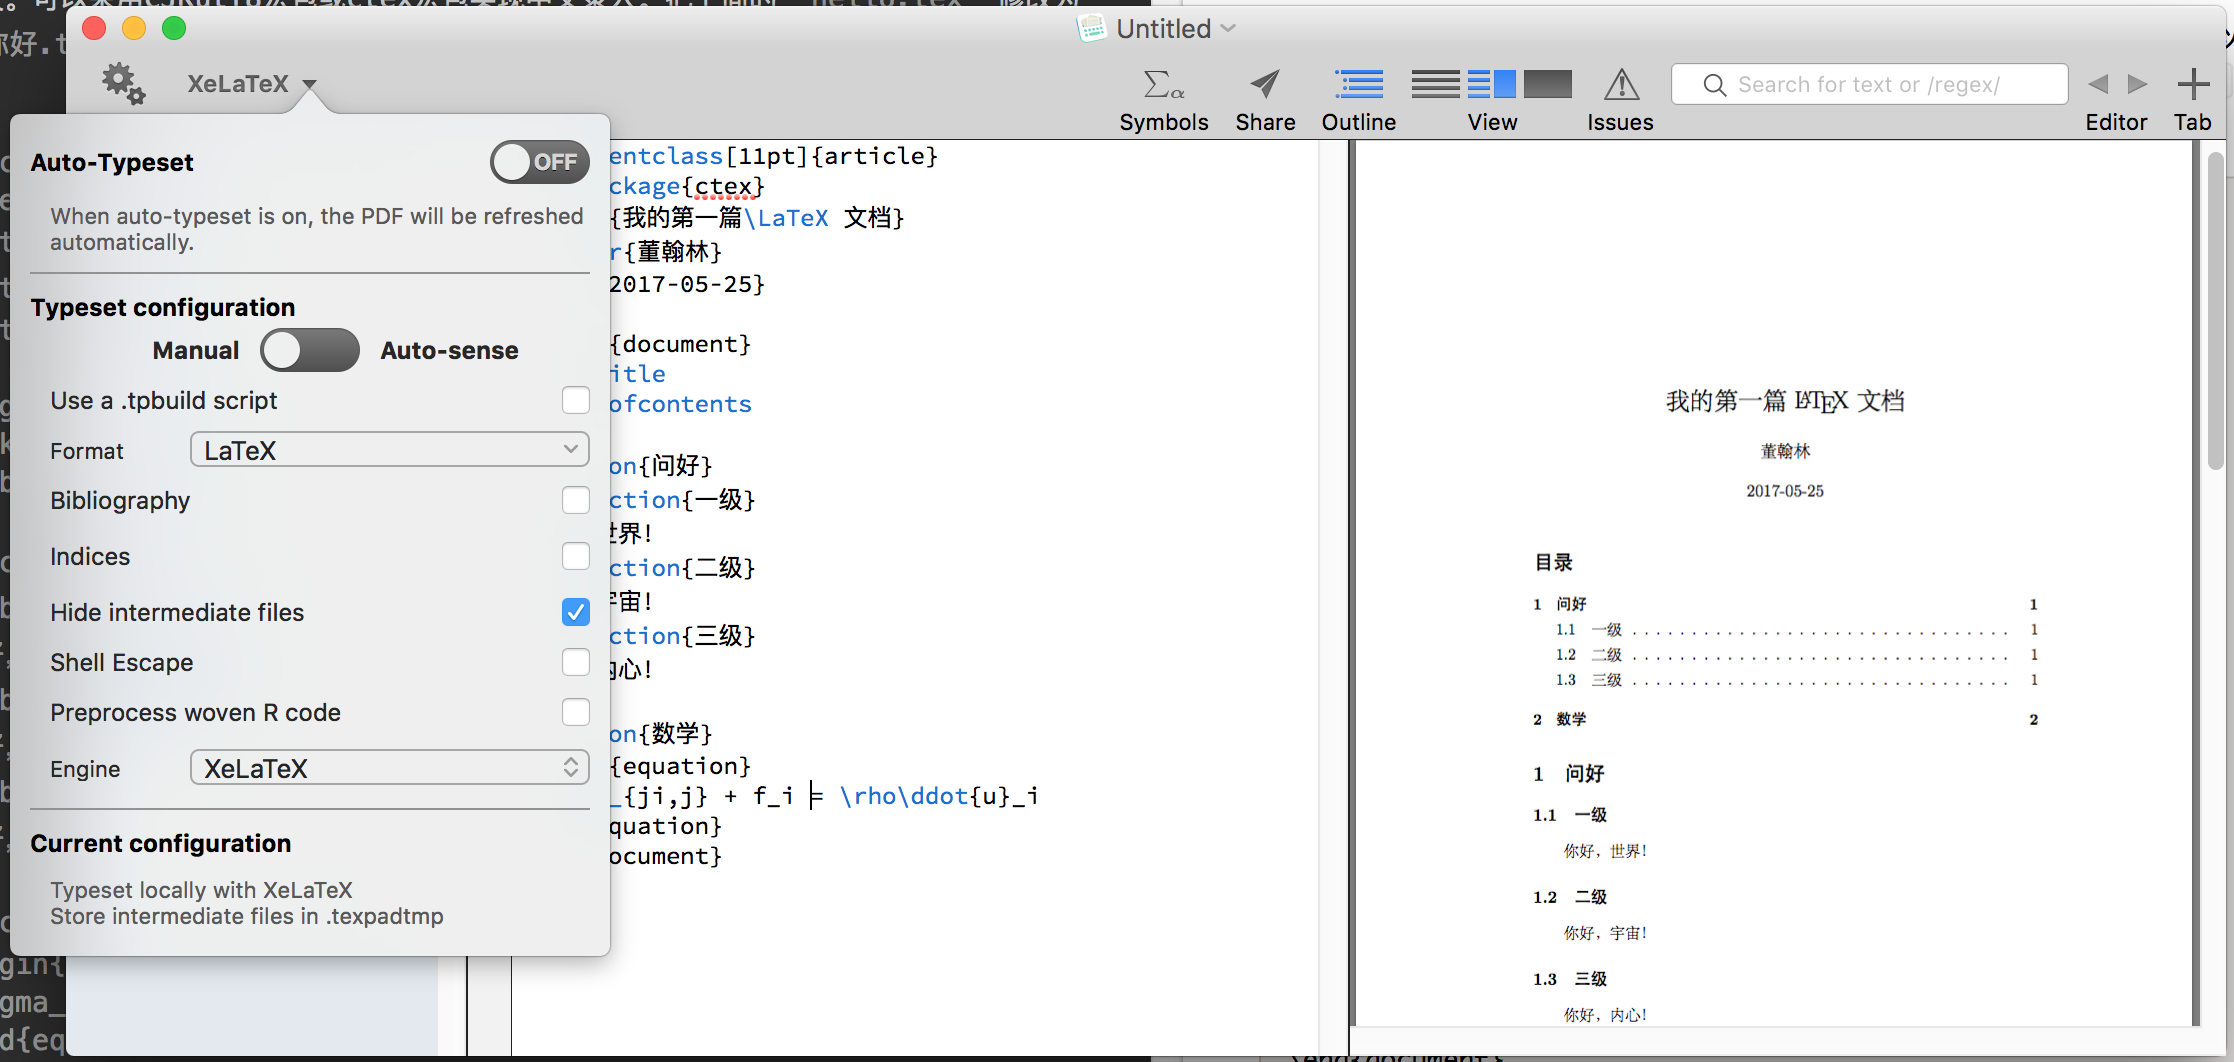 Untitled
XeLaTeX
Symbols
Share
Outline
View
Issues
Search for text or /regex/
Editor
Tab
Auto-Typeset
OFF
When auto-typeset is on, the PDF will be refreshed
automatically.
Typeset configuration
Manual
Auto-sense
Use a .tpbuild script
Format
LaTeX
Bibliography
Indices
Hide intermediate files
Shell Escape
Preprocess woven R code
Engine
XeLaTeX
Current configuration
Typeset locally with XeLaTeX
Store intermediate files in .texpadtmp
entclass[11pt]{article}
ckage{ctex}
{我的第一篇\LaTeX 文档}
r{董翰林}
2017-05-25}
{document}
itle
ofcontents
on{问好}
ction{一级}
世界!
ction{二级}
宇宙!
ction{三级}
内心!
on{数学}
{equation}
_{ji,j} + f_i = \rho\ddot{u}_i
quation}
ocument}
我的第一篇 LATEX 文档
董翰林
2017-05-25
目录
1 问好 1
1.1 一级 . . . . . . . . . . . . . . . . . . . . . . . . . . . . . . . . . 1
1.2 二级 . . . . . . . . . . . . . . . . . . . . . . . . . . . . . . . . . 1
1.3 三级 . . . . . . . . . . . . . . . . . . . . . . . . . . . . . . . . . 1
2 数学 2
1 问好
1.1 一级
你好，世界！
1.2 二级
你好，宇宙！
1.3 三级
你好，内心！
你好.t
gin{
gma_
d{eq